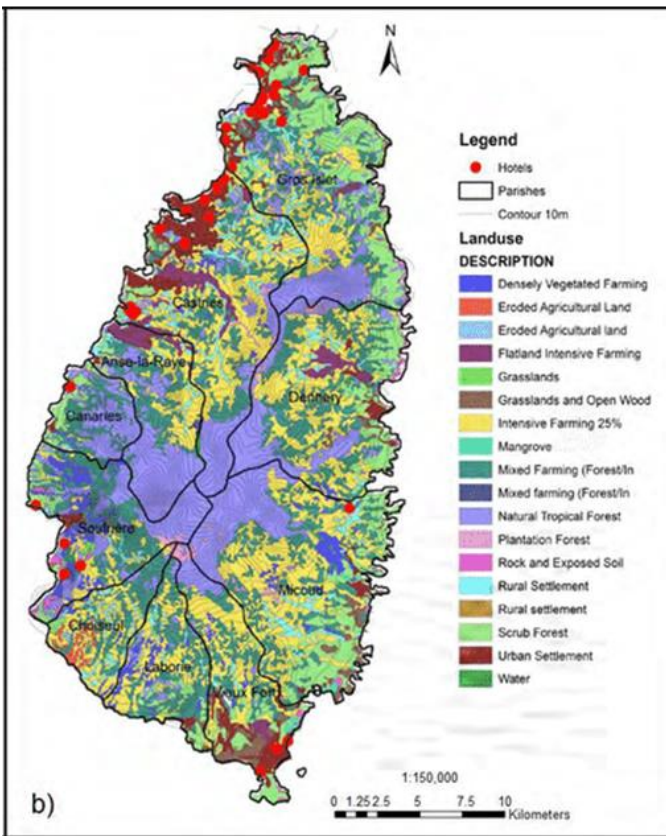 N
Legend
Hotels
Parishes
Contour 10m
Landuse
DESCRIPTION
Densely Vegetated Farming
Eroded Agricultural Land
Eroded Agricultural land
Flatland Intensive Farming
Grasslands
Grasslands and Open Wood
Intensive Farming 25%
Mangrove
Mixed Farming (Forest/In
Mixed farming (Forest/In
Natural Tropical Forest
Plantation Forest
Rock and Exposed Soil
Rural Settlement
Rural settlement
Scrub Forest
Urban Settlement
Water
Gros Islet
Castries
Anse-la-Raye
Dennery
Canaries
Soufriere
Micoud
Choiseul
Laborie
Vieux Fort
1:150,000
0 1.25 2.5 5 7.5 10
Kilometers
b)